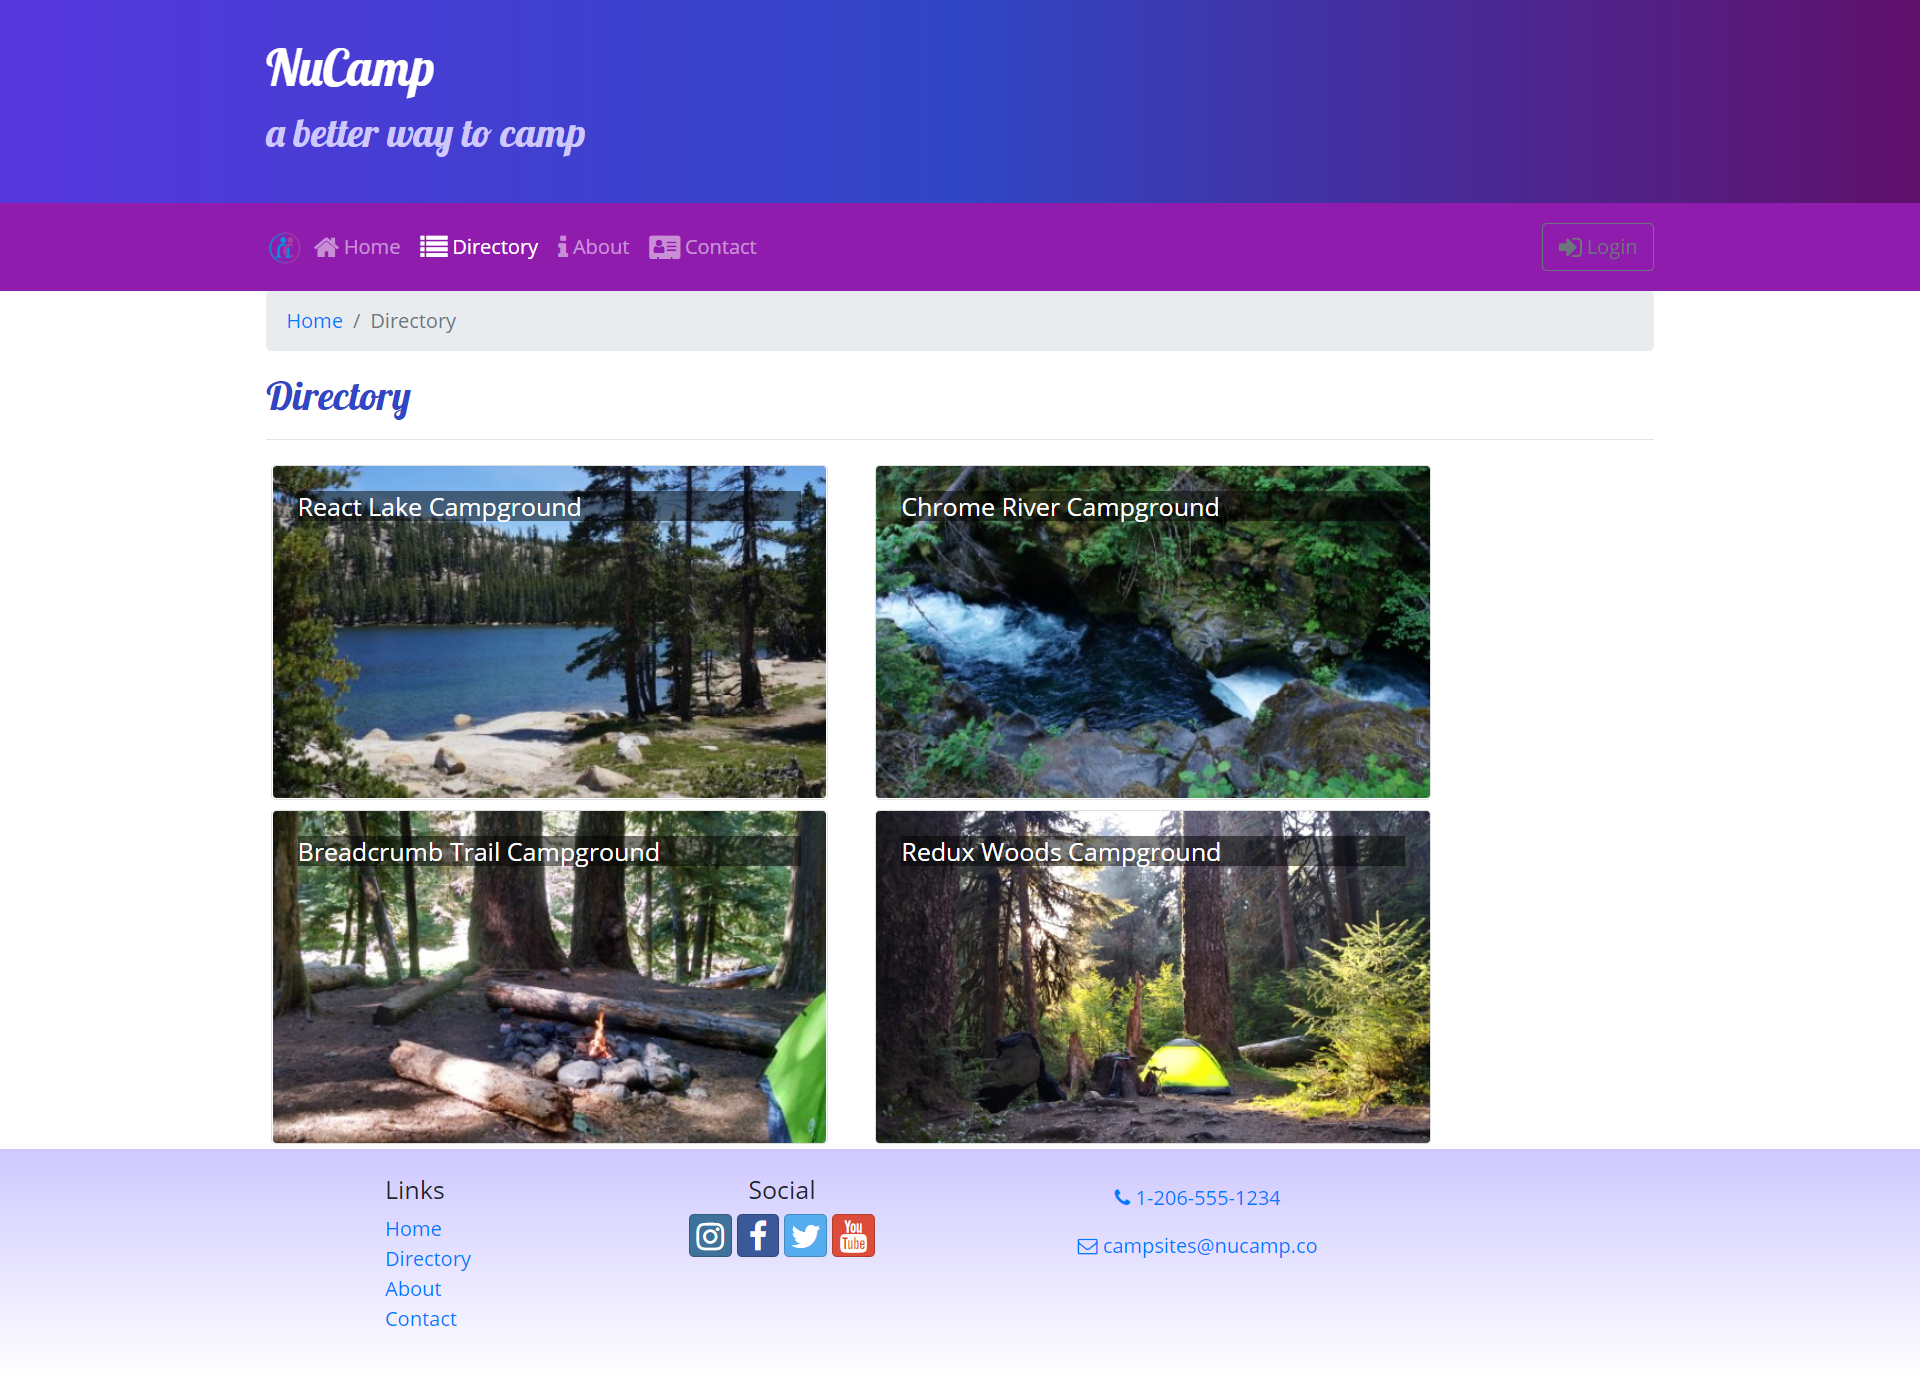 NuCamp
a better way to camp
Home Directory About Contact Login
Home / Directory
Directory
React Lake Campground Chrome River Campground
Breadcrumb Trail Campground Redux Woods Campground
Links
Home
Directory
About
Contact
Social
You
Tube
1-206-555-1234
campsites@nucamp.co